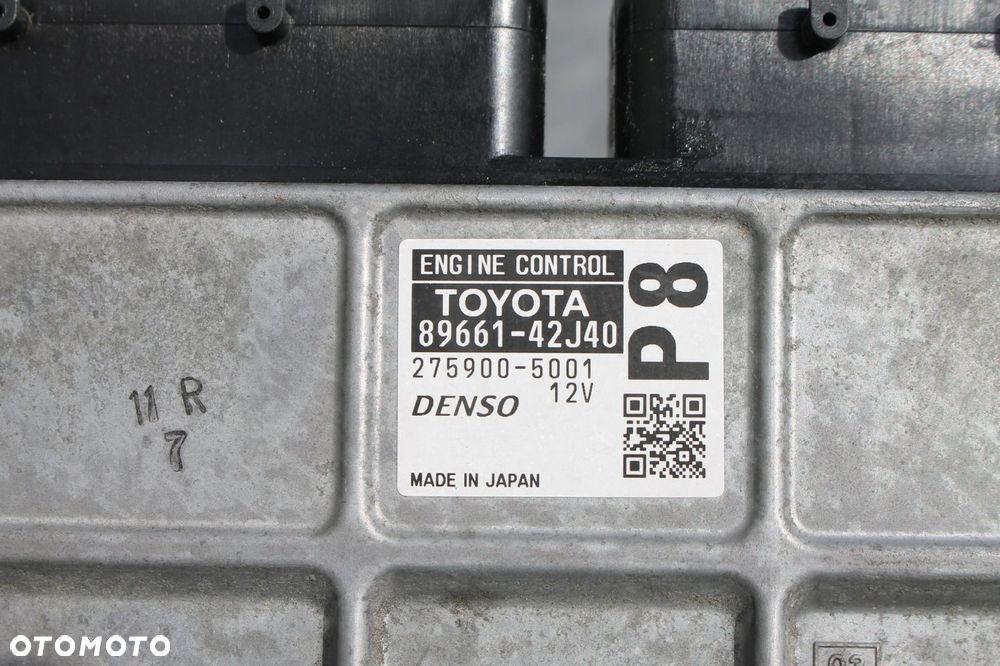 ENGINE CONTROL
TOYOTA
89661-42J40
275900-5001
12V
DENSO
MADE IN JAPAN
P8
11 R
7
OTOMOTO